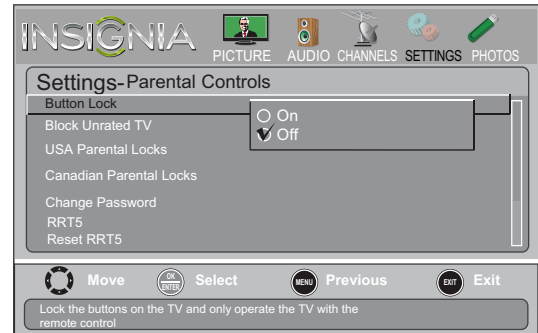 INSIGNIA
PICTURE AUDIO CHANNELS SETTINGS PHOTOS
Settings-Parental Controls
Button Lock
On
Off
Block Unrated TV
USA Parental Locks
Canadian Parental Locks
Change Password
RRT5
Reset RRT5
Move OK ENTER Select MENU Previous EXIT Exit
Lock the buttons on the TV and only operate the TV with the
remote control